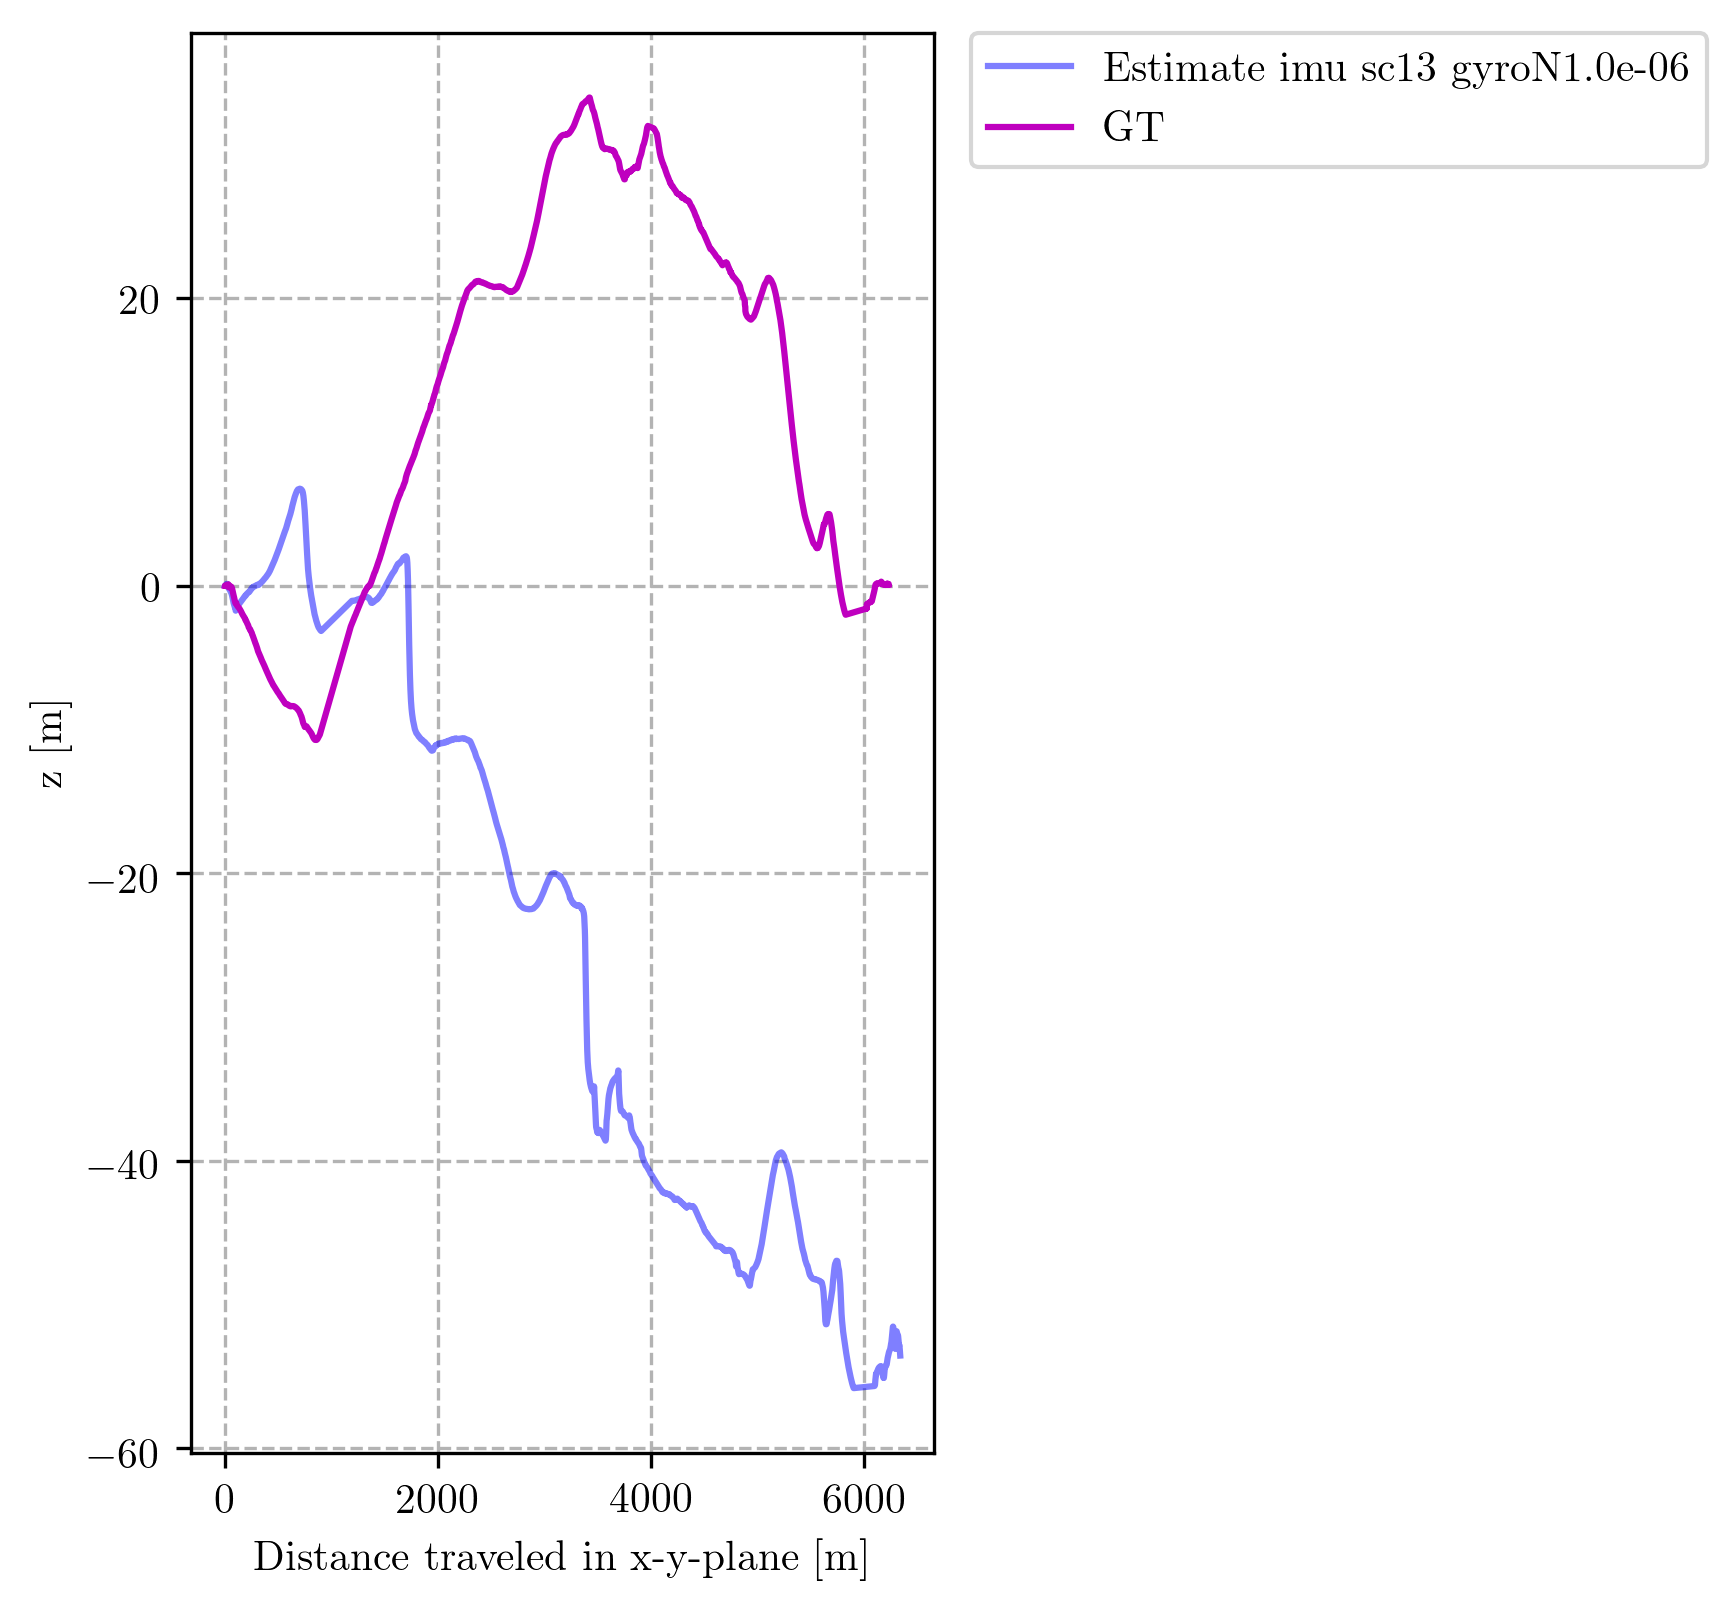 Estimate imu sc13 gyroN1.0e-06
GT
20
0
−20
−40
−60
z [m]
0 2000 4000 6000
Distance traveled in x-y-plane [m]